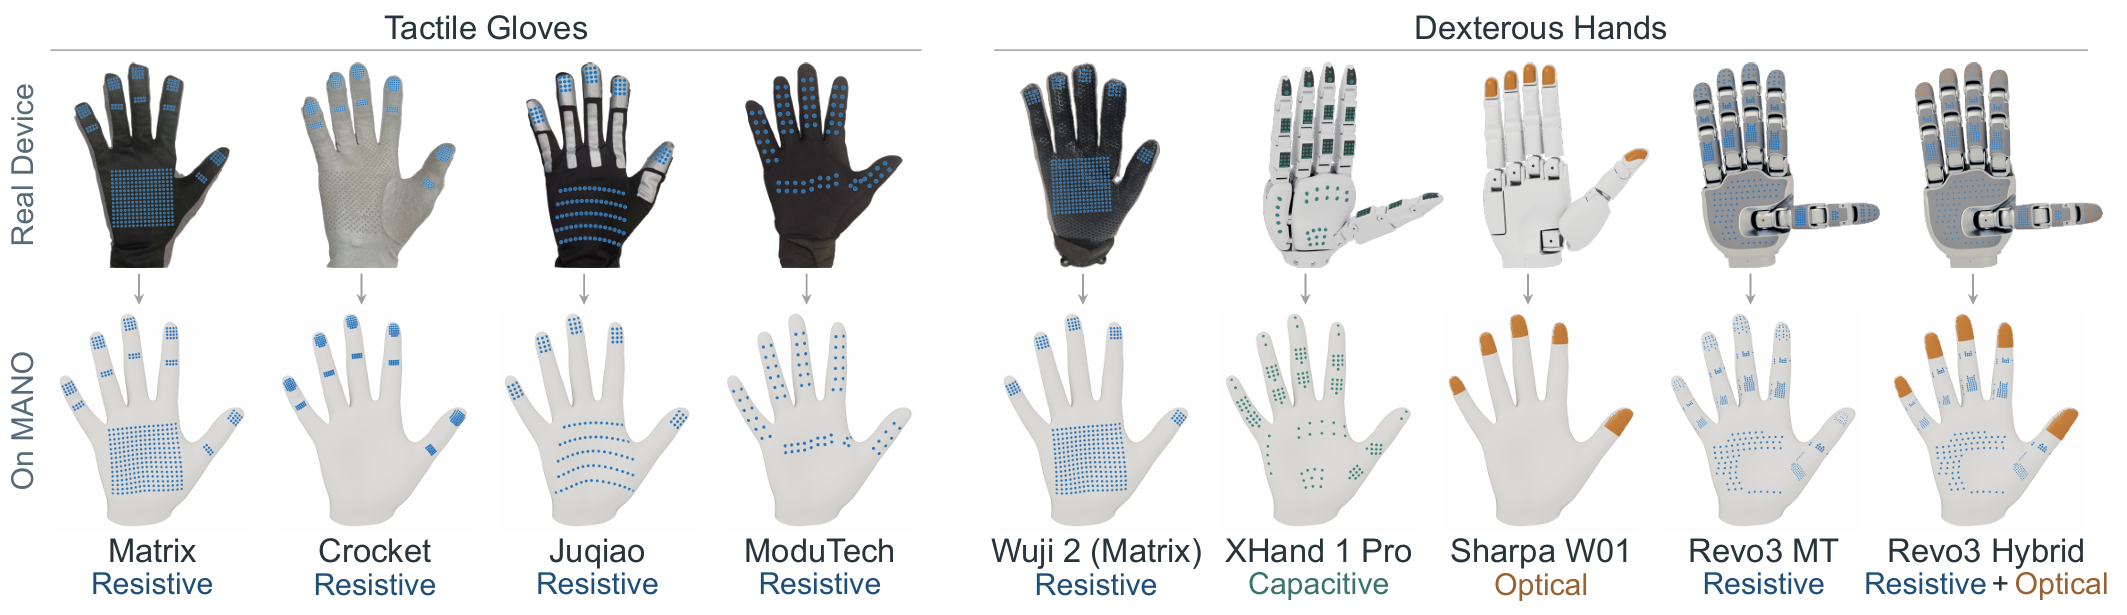 Tactile Gloves
Dexterous Hands
Real Device
On MANO
Matrix
Resistive
Crocket
Resistive
Juqiao
Resistive
ModuTech
Resistive
Wuji 2 (Matrix)
Resistive
XHand 1 Pro
Capacitive
Sharpa W01
Optical
Revo3 MT
Resistive
Revo3 Hybrid
Resistive + Optical